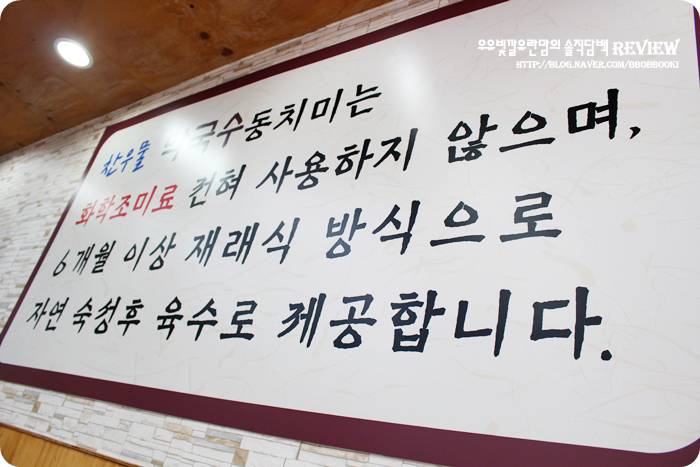 우유빛깔우란맘의 솔직담백 REVIEW
HTTP://BLOG.NAVER.COM/BBOBBOOKI
찬우물 막국수동치미는
화학조미료 전혀 사용하지 않으며,
6개월 이상 재래식 방식으로
자연 숙성후 육수로 제공합니다.